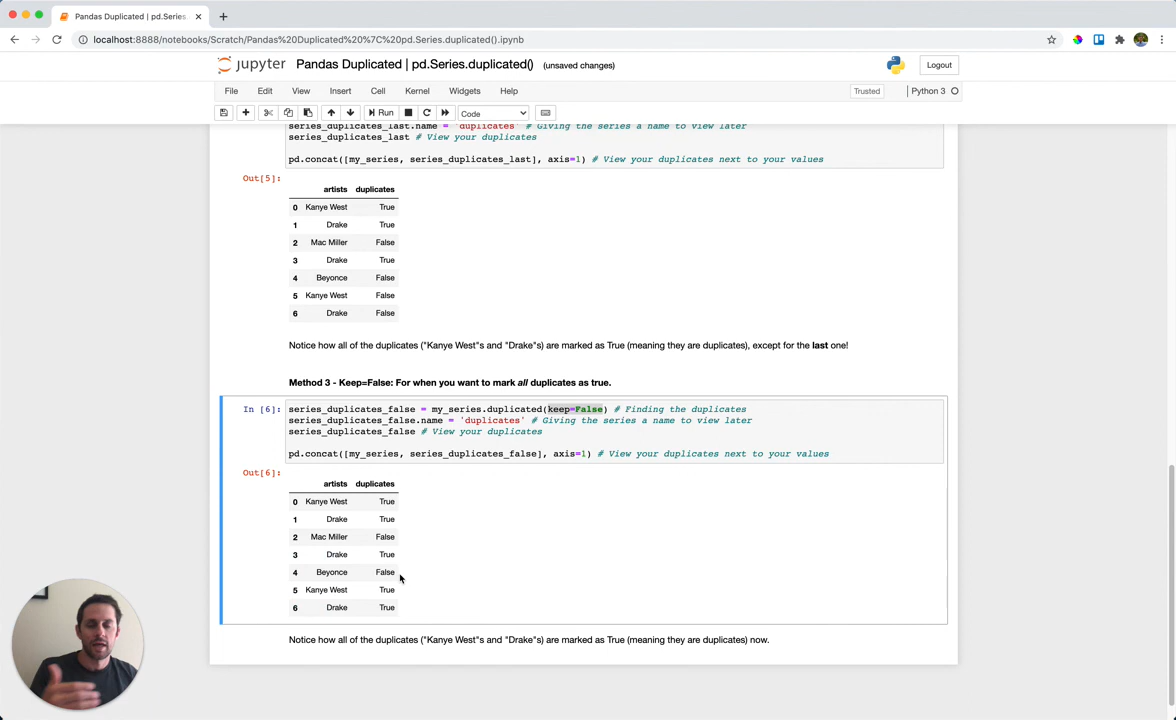 Pandas Duplicated | pd.Series.
localhost:8888/notebooks/Scratch/Pandas%20Duplicated%20%7C%20pd.Series.duplicated().ipynb
jupyter Pandas Duplicated | pd.Series.duplicated() (unsaved changes) Logout
File Edit View Insert Cell Kernel Widgets Help Trusted Python 3
Run Code
series_duplicates_last.name = 'duplicates' # Giving the series a name to view later
series_duplicates_last # View your duplicates
pd.concat([my_series, series_duplicates_last], axis=1) # View your duplicates next to your values
Out[5]:
artists duplicates
0 Kanye West True
1 Drake True
2 Mac Miller False
3 Drake True
4 Beyonce False
5 Kanye West False
6 Drake False
Notice how all of the duplicates ("Kanye West"s and "Drake"s) are marked as True (meaning they are duplicates), except for the last one!
Method 3 - Keep=False: For when you want to mark all duplicates as true.
In [6]: series_duplicates_false = my_series.duplicated(keep=False) # Finding the duplicates
series_duplicates_false.name = 'duplicates' # Giving the series a name to view later
series_duplicates_false # View your duplicates
pd.concat([my_series, series_duplicates_false], axis=1) # View your duplicates next to your values
Out[6]:
artists duplicates
0 Kanye West True
1 Drake True
2 Mac Miller False
3 Drake True
4 Beyonce False
5 Kanye West True
6 Drake True
Notice how all of the duplicates ("Kanye West"s and "Drake"s) are marked as True (meaning they are duplicates) now.